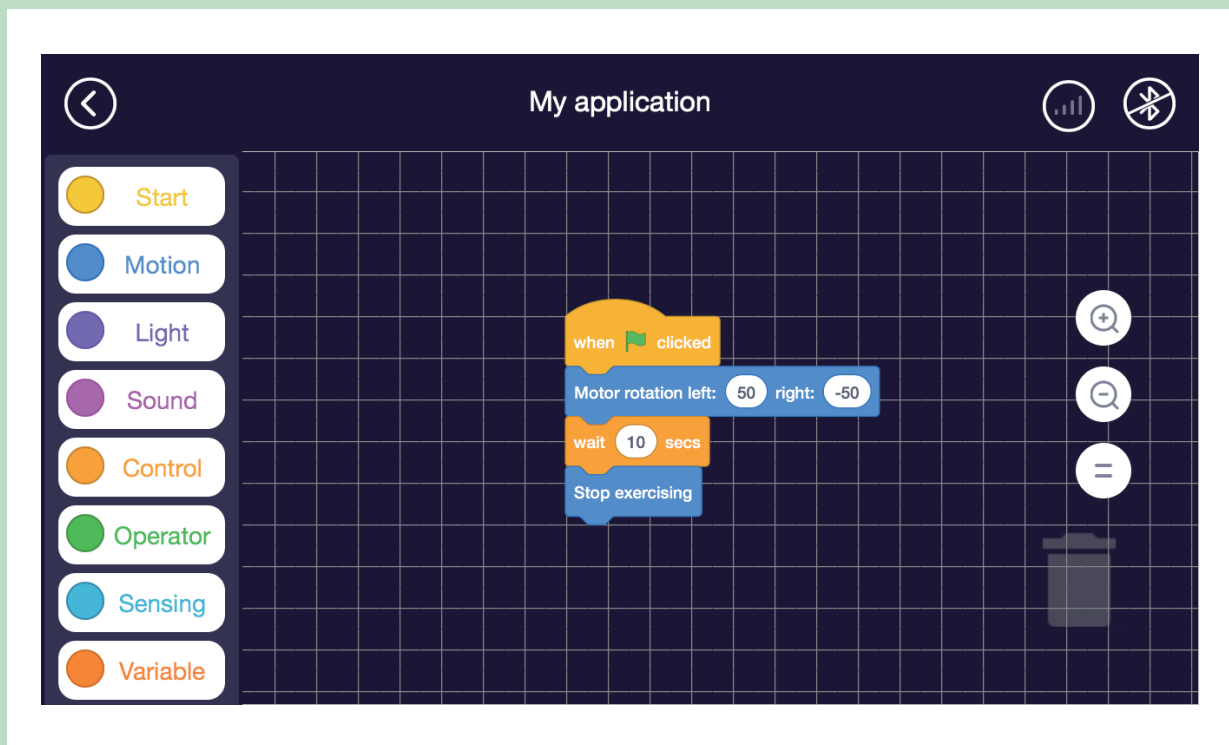 My application
Start
Motion
Light
Sound
Control
Operator
Sensing
Variable
when clicked
Motor rotation left: 50 right: -50
wait 10 secs
Stop exercising